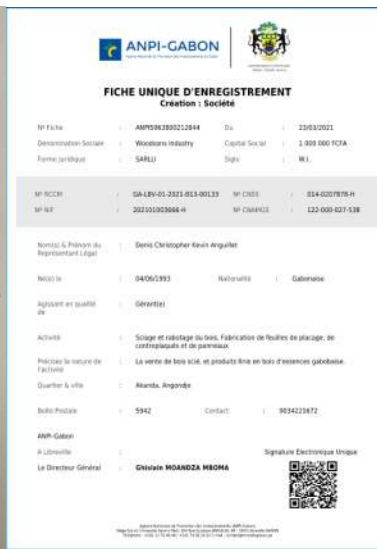 ANPI-GABON
FICHE UNIQUE D'ENREGISTREMENT
Création : Société
N° Fiche : ANPI5963800212844 Du : 23/03/2021
Dénomination Sociale : Woodsons Industry Capital Social : 1 000 000 FCFA
Forme Juridique : SARLU Sigle : W.I.
N° RCCM : GA-LBV-01-2021-B13-00133 N° CNSS : 014-0207878-H
N° NIF : 202101003666-H N° CNAMGS : 122-000-027-538
Nom(s) & Prénom du Représentant Légal : Denis Christopher Kevin Anguillet
Né(e) le : 04/06/1993 Nationalité : Gabonaise
Agissant en qualité de : Gérant(e)
Activité : Sciage et rabotage du bois, Fabrication de feuilles de placage, de contreplaqués et de panneaux
Précisez la nature de l'activité : La vente de bois scié, et produits finis en bois d'essences gabonaise.
Quartier & ville : Akanda, Angondje
Boite Postale : 5942 Contact : 0034221672
ANPI-Gabon
A Libreville : Signature Electronique Unique
Le Directeur Général : Ghislain MOANDZA MBOMA